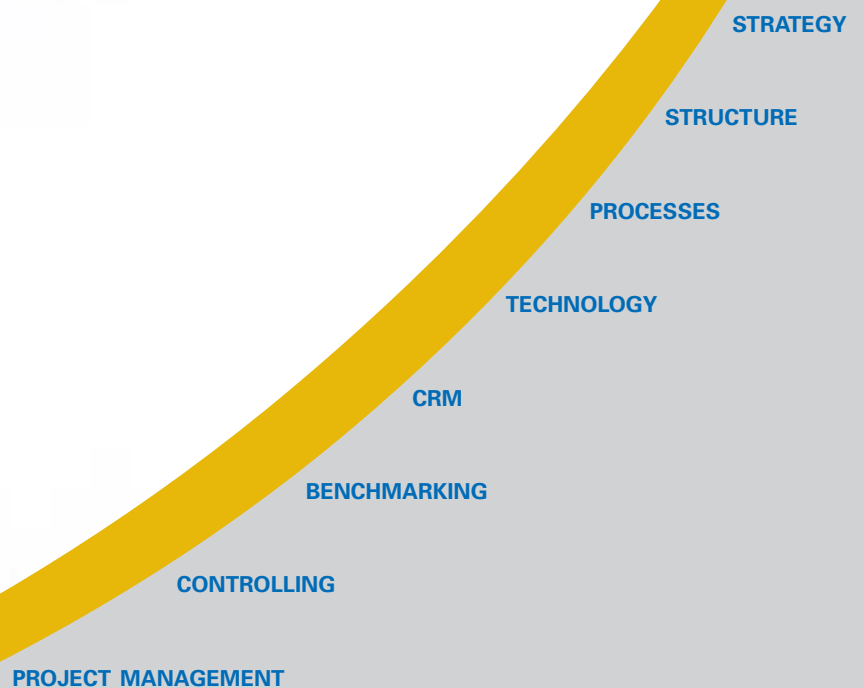 STRATEGY
STRUCTURE
PROCESSES
TECHNOLOGY
CRM
BENCHMARKING
CONTROLLING
PROJECT MANAGEMENT